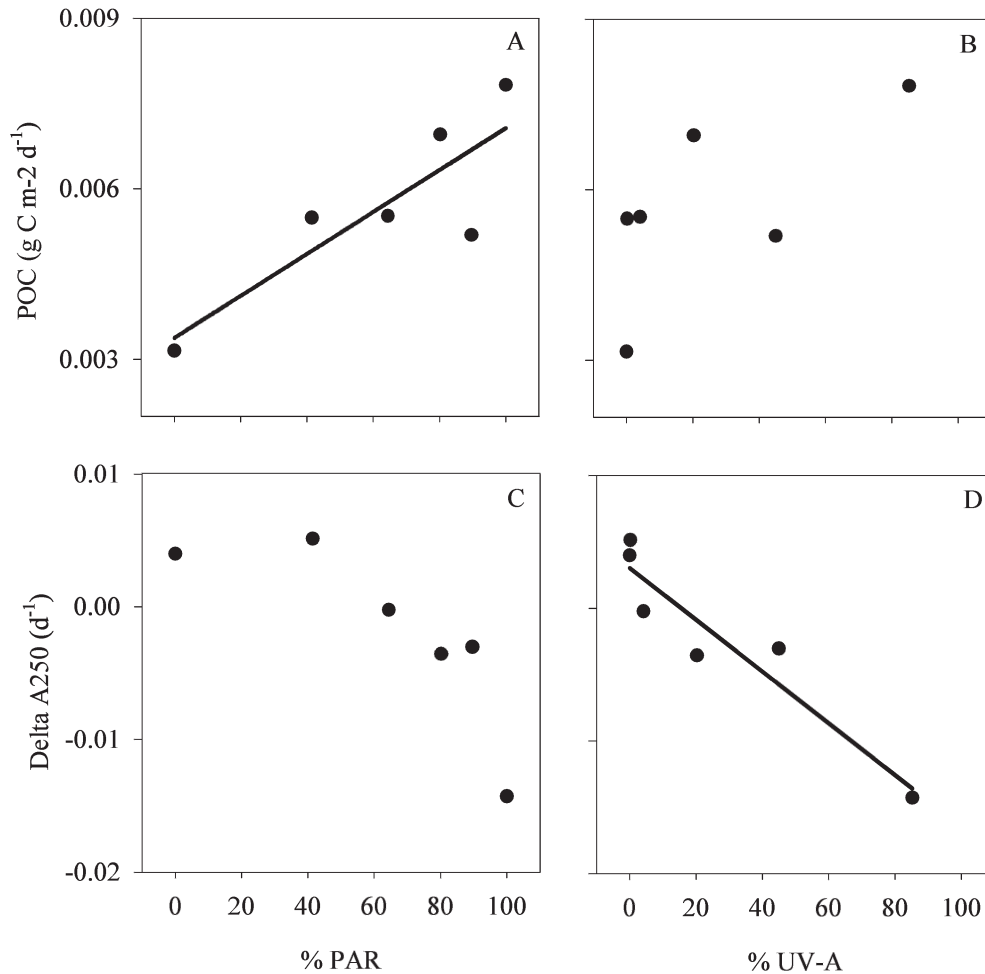 0.009
A
B
0.006
POC (g C m-2 d-1)
0.003
0.01
C
D
0.00
Delta A250 (d-1)
-0.01
-0.02
0 20 40 60 80 100
0 20 40 60 80 100
% PAR
% UV-A